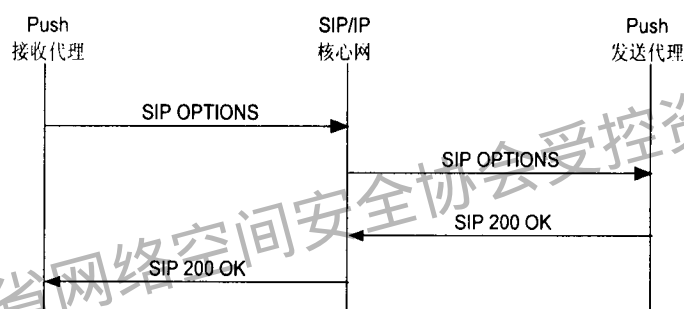 Push
接收代理
SIP/IP
核心网
Push
发送代理
SIP OPTIONS
SIP OPTIONS
SIP 200 OK
SIP 200 OK
省网络空间安全协会受控资